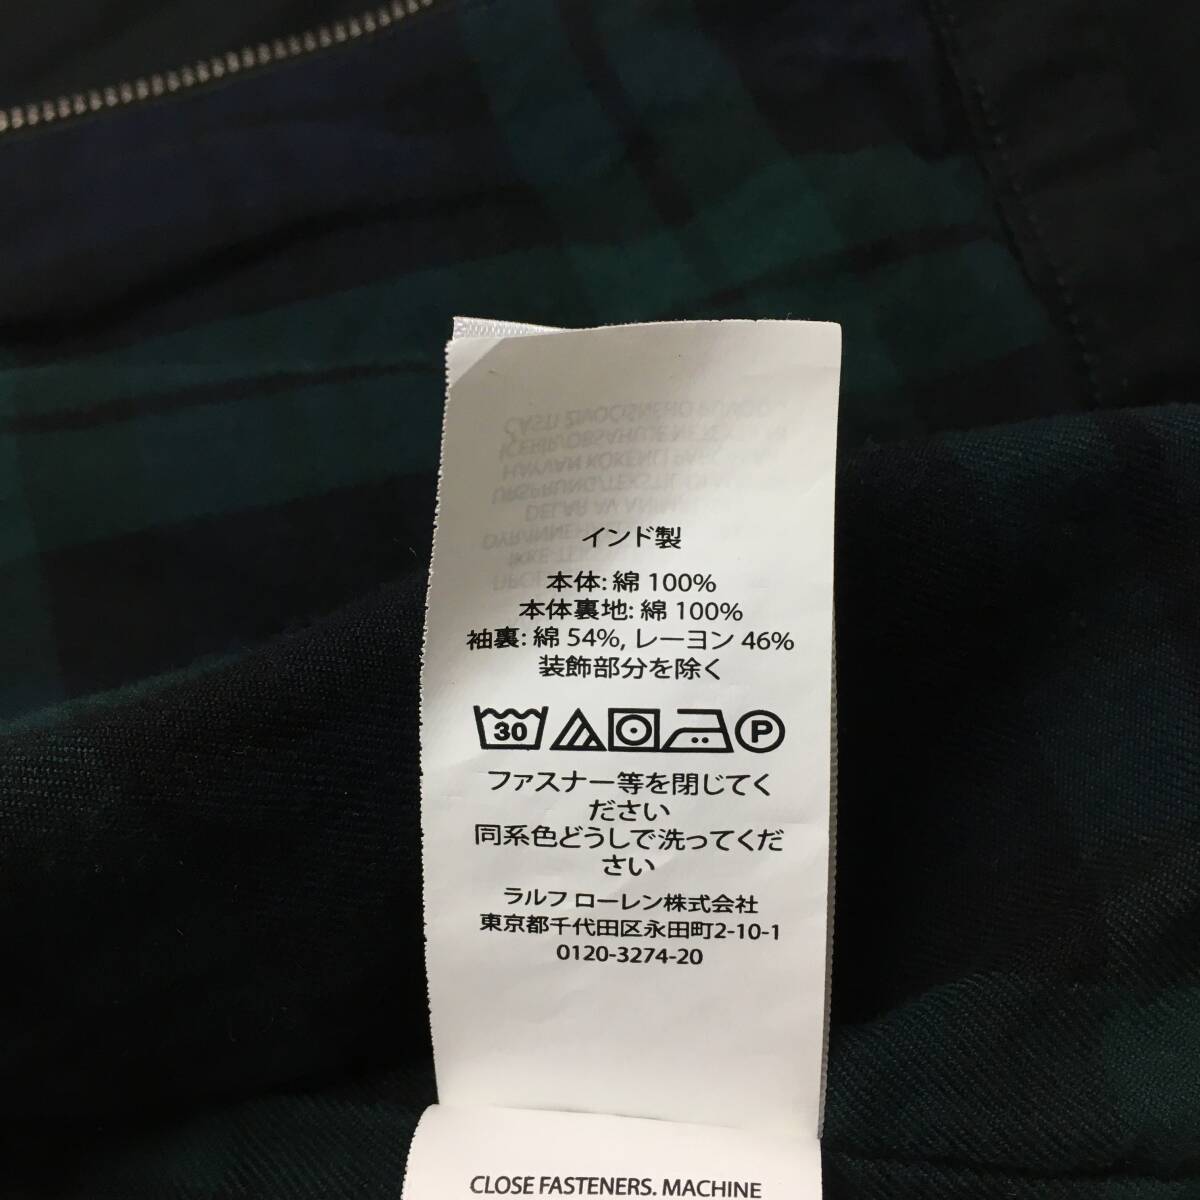 インド製
本体: 綿 100%
本体裏地: 綿 100%
袖裏: 綿 54%, レーヨン 46%
装飾部分を除く
30 P
ファスナー等を閉じてく
ださい
同系色どうしで洗ってくだ
さい
ラルフ ローレン株式会社
東京都千代田区永田町2-10-1
0120-3274-20
CLOSE FASTENERS. MACHINE